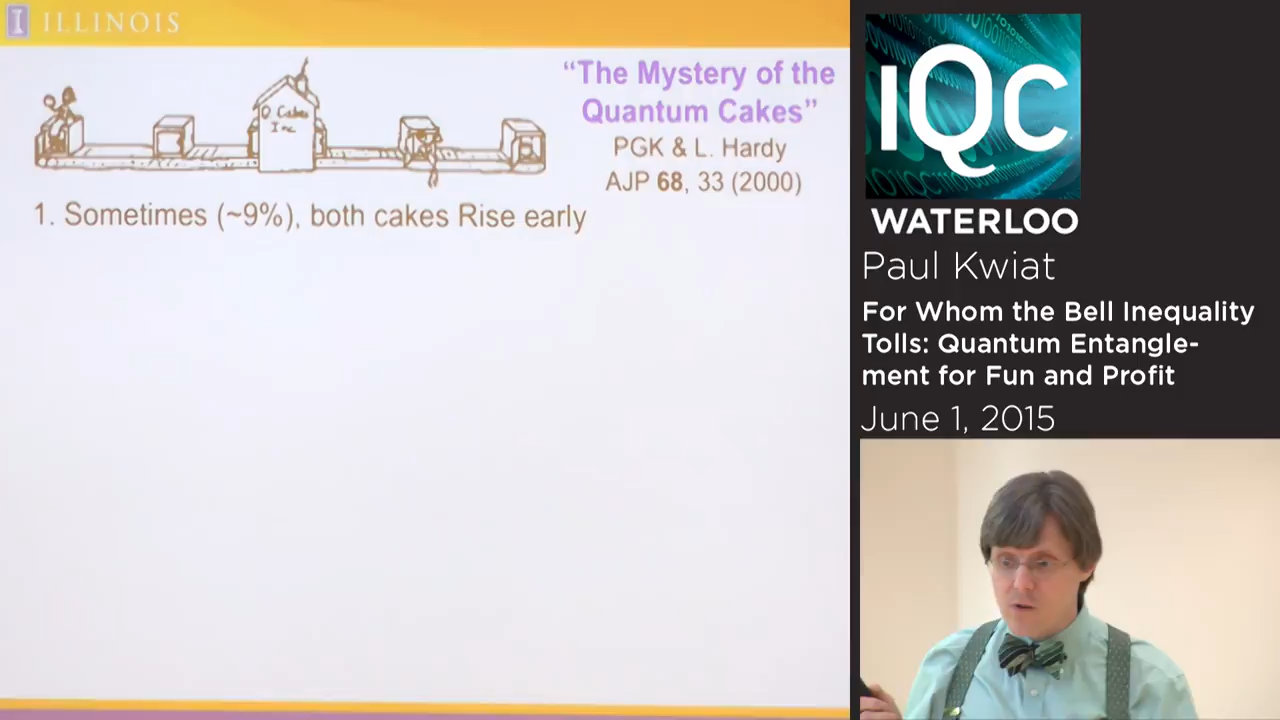 ILLINOIS
Q. Cakes
Inc.
"The Mystery of the
Quantum Cakes"
PGK & L. Hardy
AJP 68, 33 (2000)
1. Sometimes (~9%), both cakes Rise early
IQC
WATERLOO
Paul Kwiat
For Whom the Bell Inequality
Tolls: Quantum Entangle-
ment for Fun and Profit
June 1, 2015